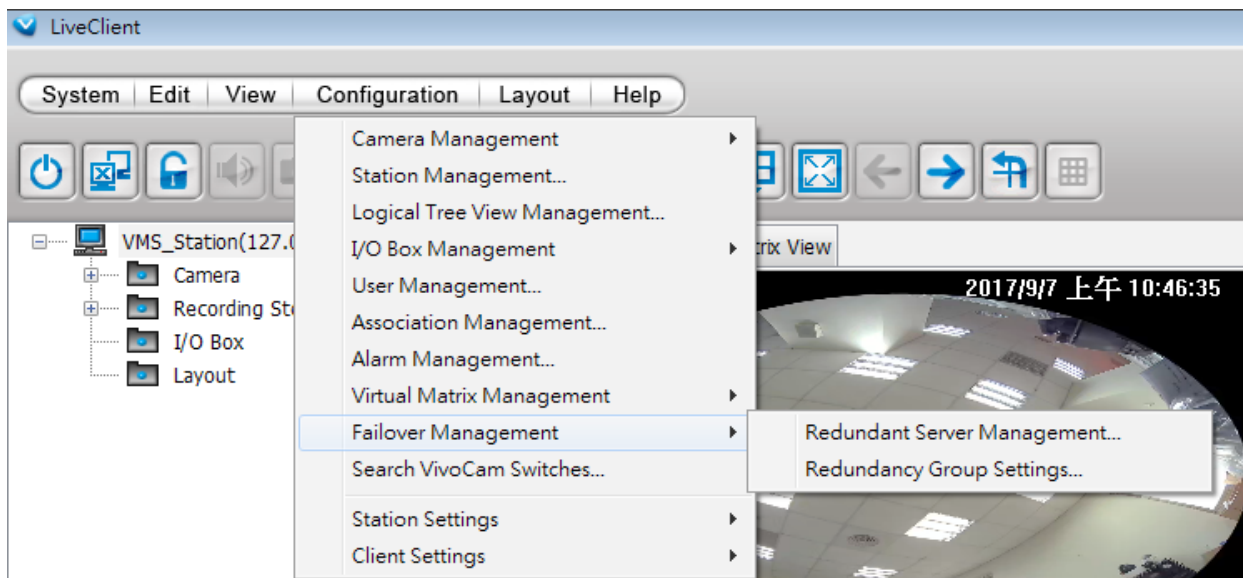 LiveClient
System Edit View Configuration Layout Help
Camera Management
Station Management...
Logical Tree View Management...
I/O Box Management
User Management...
Association Management...
Alarm Management...
Virtual Matrix Management
Failover Management
Search VivoCam Switches...
Station Settings
Client Settings
Redundant Server Management...
Redundancy Group Settings...
VMS_Station(127.0
Camera
Recording Sto
I/O Box
Layout
trix View
2017/9/7 上午 10:46:35